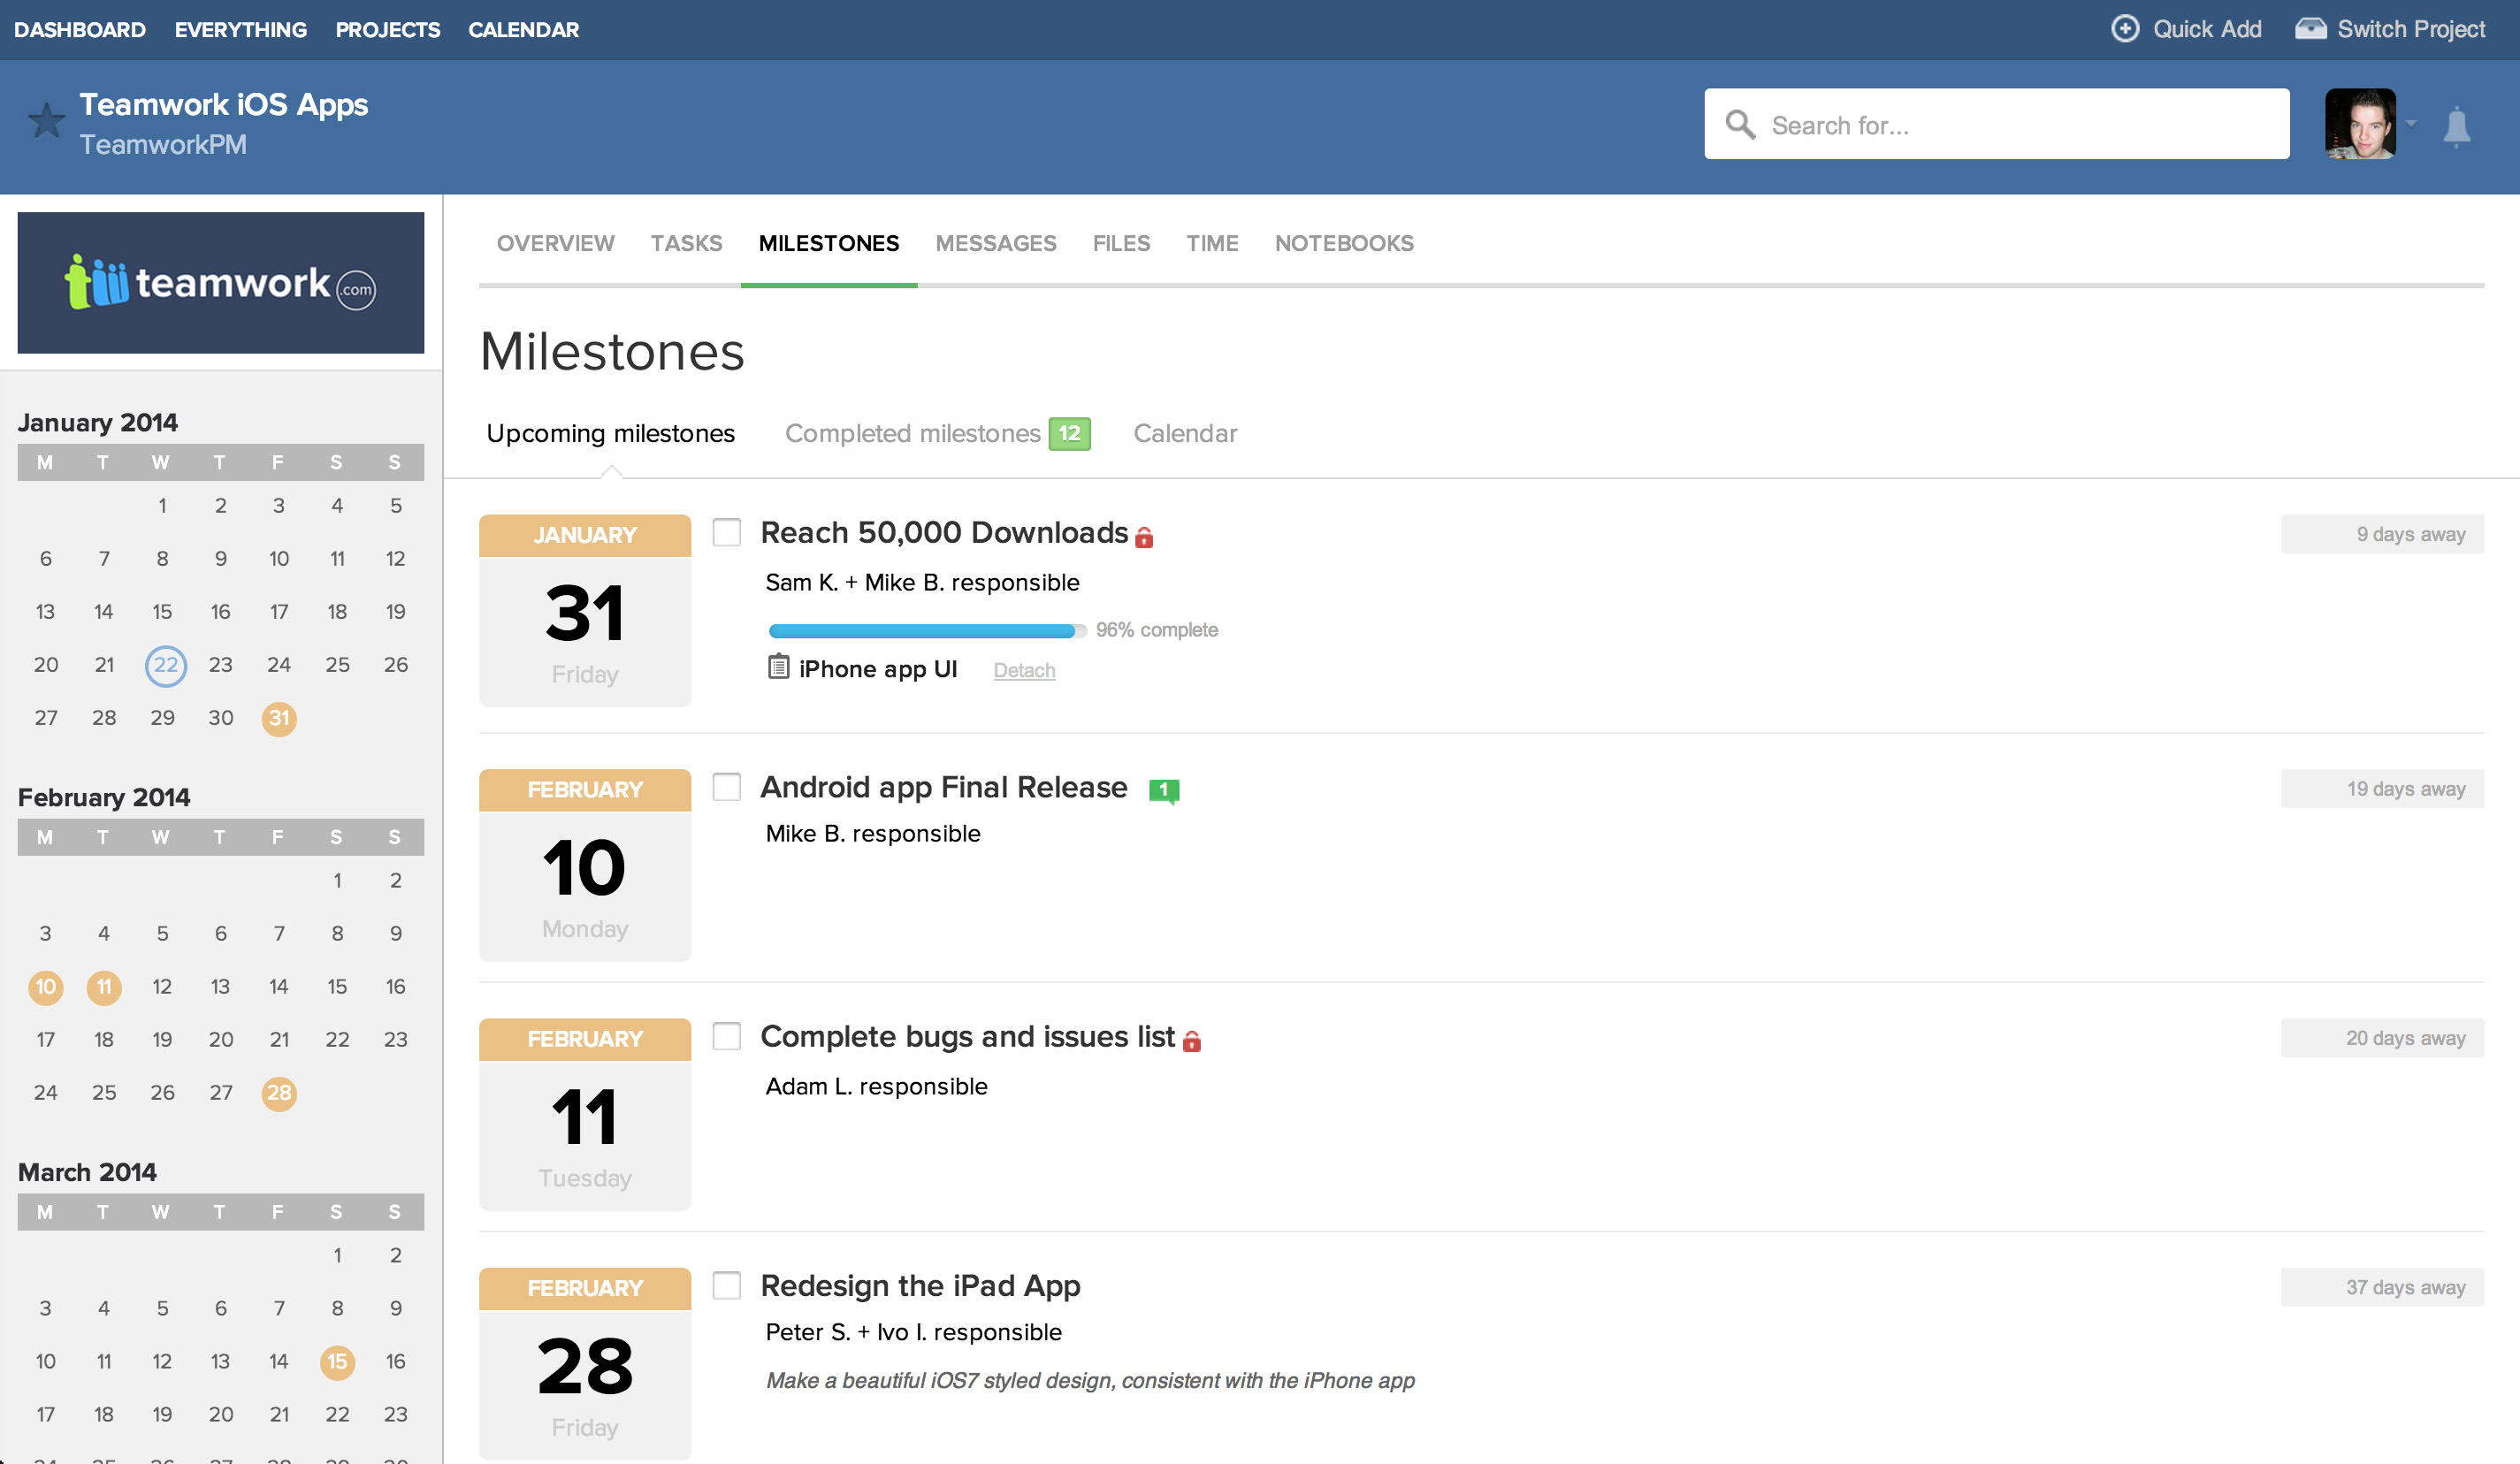 DASHBOARD EVERYTHING PROJECTS CALENDAR Quick Add Switch Project
Teamwork iOS Apps
TeamworkPM
Search for...
teamwork.com
OVERVIEW TASKS MILESTONES MESSAGES FILES TIME NOTEBOOKS
Milestones
Upcoming milestones Completed milestones 12 Calendar
January 2014
M T W T F S S
1 2 3 4 5
6 7 8 9 10 11 12
13 14 15 16 17 18 19
20 21 22 23 24 25 26
27 28 29 30 31
February 2014
M T W T F S S
1 2
3 4 5 6 7 8 9
10 11 12 13 14 15 16
17 18 19 20 21 22 23
24 25 26 27 28
March 2014
M T W T F S S
1 2
3 4 5 6 7 8 9
10 11 12 13 14 15 16
17 18 19 20 21 22 23
JANUARY
31
Friday
Reach 50,000 Downloads
9 days away
Sam K. + Mike B. responsible
96% complete
iPhone app UI Detach
FEBRUARY
10
Monday
Android app Final Release 1
19 days away
Mike B. responsible
FEBRUARY
11
Tuesday
Complete bugs and issues list
20 days away
Adam L. responsible
FEBRUARY
28
Friday
Redesign the iPad App
37 days away
Peter S. + Ivo I. responsible
Make a beautiful iOS7 styled design, consistent with the iPhone app